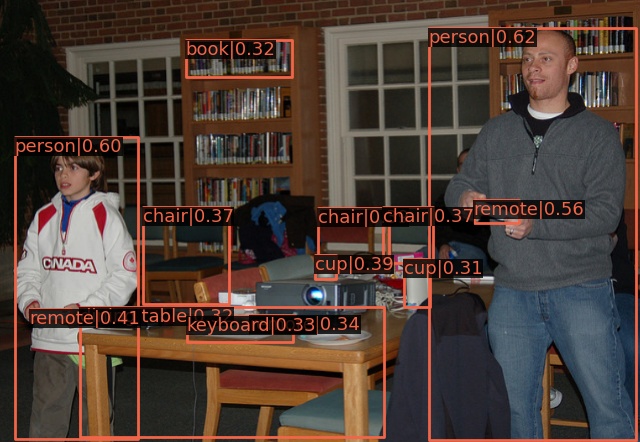 book|0.32
person|0.62
person|0.60
chair|0.37
chair|0
chair|0.37
remote|0.56
cup|0.39
cup|0.31
CANADA
remote|0.41
table|0.32
keyboard|0.33
|0.34